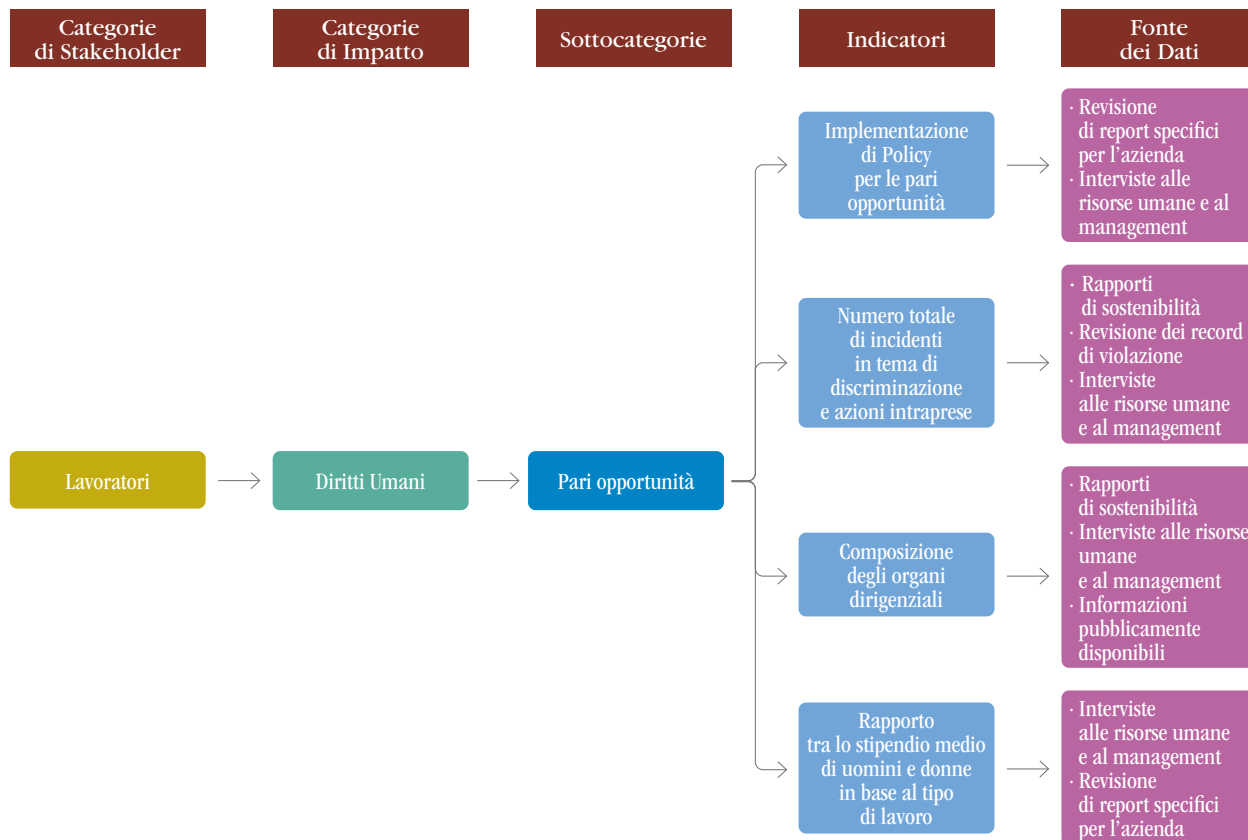 Categorie
di Stakeholder
Categorie
di Impatto
Sottocategorie
Indicatori
Fonte
dei Dati
Lavoratori
Diritti Umani
Pari opportunità
Implementazione
di Policy
per le pari
opportunità
· Revisione
di report specifici
per l'azienda
· Interviste alle
risorse umane e al
management
Numero totale
di incidenti
in tema di
discriminazione
e azioni intraprese
· Rapporti
di sostenibilità
· Revisione dei record
di violazione
· Interviste
alle risorse umane
e al management
Composizione
degli organi
dirigenziali
· Rapporti
di sostenibilità
· Interviste alle risorse
umane
e al management
· Informazioni
pubblicamente
disponibili
Rapporto
tra lo stipendio medio
di uomini e donne
in base al tipo
di lavoro
· Interviste
alle risorse umane
e al management
· Revisione
di report specifici
per l'azienda